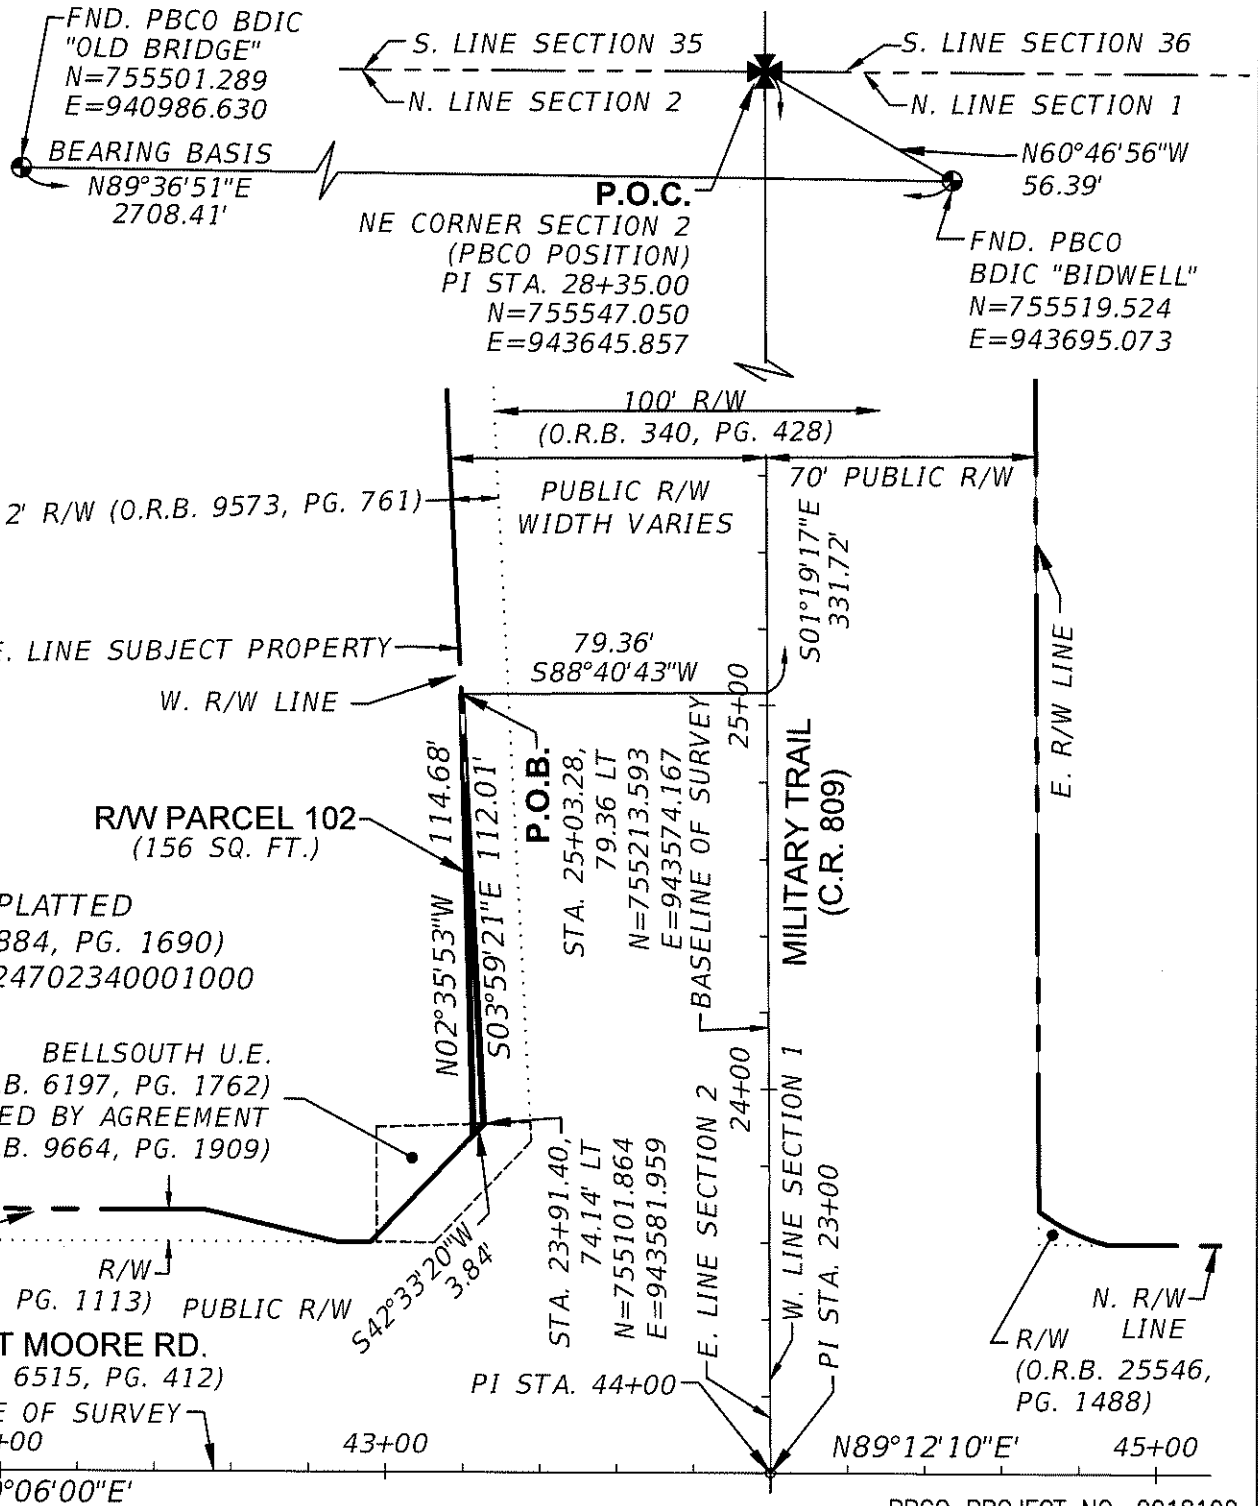 FND. PBCO BDIC
"OLD BRIDGE"
N=755501.289
E=940986.630
S. LINE SECTION 35
N. LINE SECTION 2
S. LINE SECTION 36
N. LINE SECTION 1
BEARING BASIS
N89°36'51"E
2708.41'
N60°46'56"W
56.39'
P.O.C.
NE CORNER SECTION 2
(PBCO POSITION)
PI STA. 28+35.00
N=755547.050
E=943645.857
FND. PBCO
BDIC "BIDWELL"
N=755519.524
E=943695.073
100' R/W
(O.R.B. 340, PG. 428)
2' R/W (O.R.B. 9573, PG. 761)
PUBLIC R/W
WIDTH VARIES
70' PUBLIC R/W
S01°19'17"E
331.72'
E. LINE SUBJECT PROPERTY
W. R/W LINE
79.36'
S88°40'43"W
E. R/W LINE
25+00
P.O.B.
STA. 25+03.28,
79.36 LT
N=755213.593
E=943574.167
BASELINE OF SURVEY
MILITARY TRAIL
(C.R. 809)
N02°35'53"W 114.68'
S03°59'21"E 112.01'
R/W PARCEL 102
(156 SQ. FT.)
PLATTED
884, PG. 1690)
24702340001000
BELLSOUTH U.E.
.B. 6197, PG. 1762)
ED BY AGREEMENT
.B. 9664, PG. 1909)
24+00
STA. 23+91.40,
74.14' LT
N=755101.864
E=943581.959
E. LINE SECTION 2
W. LINE SECTION 1
PI STA. 23+00
S42°33'20"W
3.84'
R/W
PG. 1113)
PUBLIC R/W
T MOORE RD.
6515, PG. 412)
E OF SURVEY
PI STA. 44+00
N. R/W
LINE
R/W
(O.R.B. 25546,
PG. 1488)
+00
43+00
N89°12'10"E'
45+00
°06'00"E'